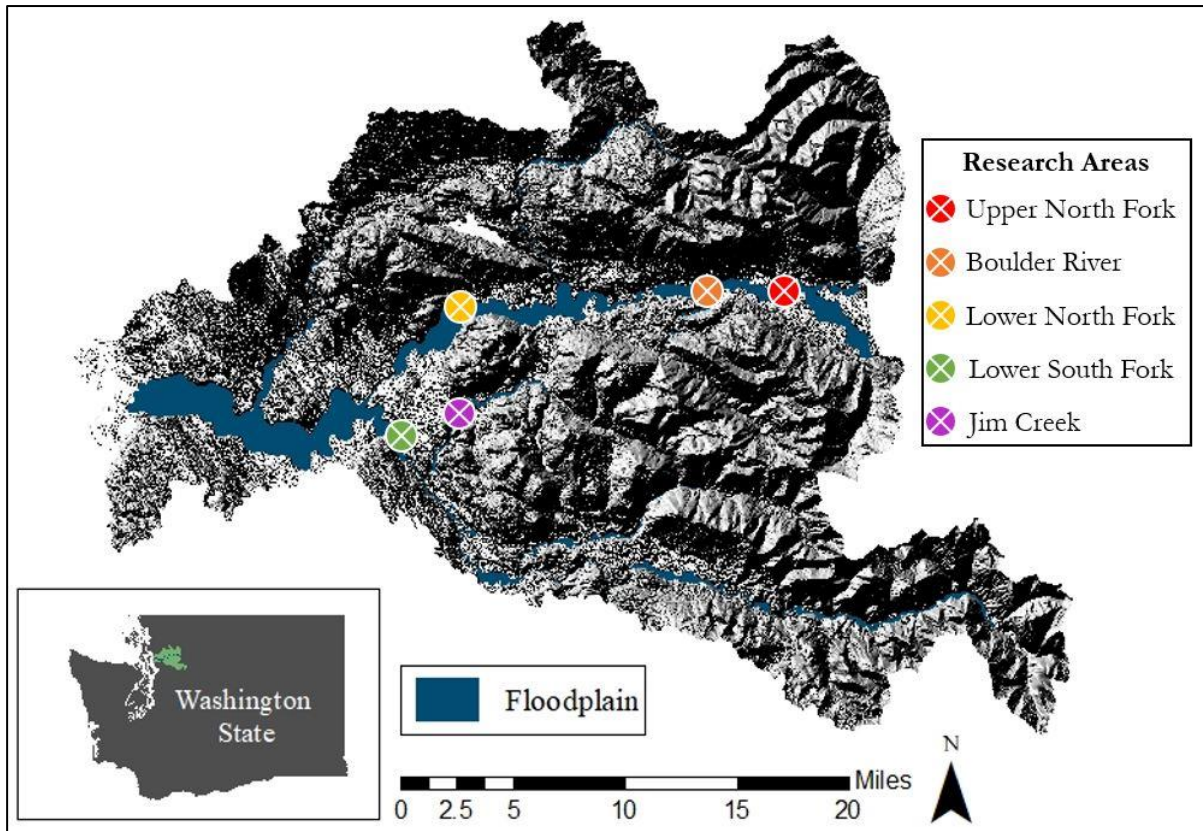 Research Areas
Upper North Fork
Boulder River
Lower North Fork
Lower South Fork
Jim Creek
Washington
State
Floodplain
N
Miles
0 2.5 5 10 15 20